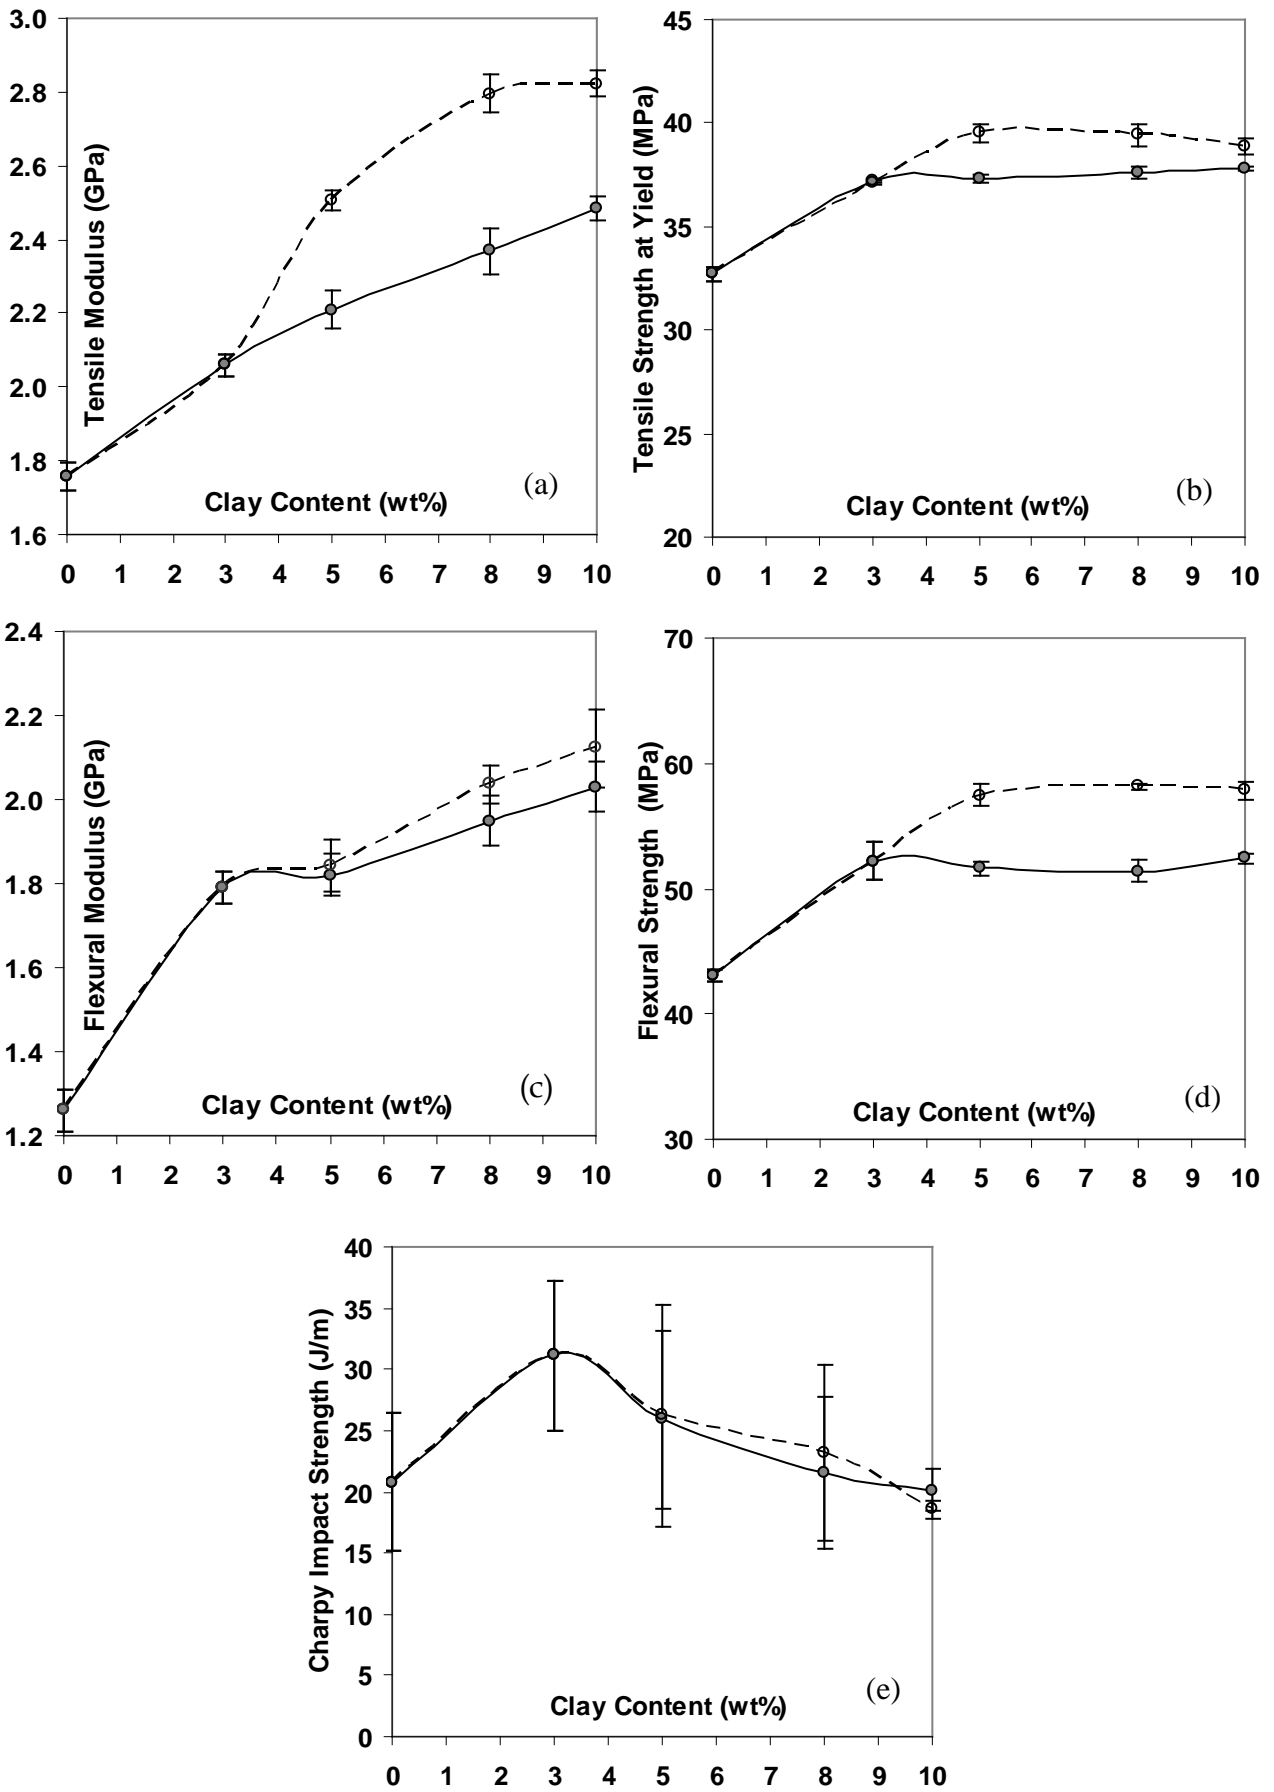 3.0
2.8
2.6
2.4
2.2
2.0
1.8
1.6
Tensile Modulus (GPa)
Clay Content (wt%)
(a)
0 1 2 3 5 6 7 8 9 10
45
40
35
33
25
22
20
Tensile Strength at Yield (MPa)
Clay Content (wt%)
(b)
0 1 2 3 4 5 6 7 8 9 10
2.4
2.2
2.0
1.8
1.6
1.4
1.2
Flexural Modulus (GPa)
Clay Content (wt%)
(c)
0 1 2 3 4 5 6 7 8 9 10
70
60
50
40
30
Flexural Strength (MPa)
Clay Content (wt%)
(d)
0 1 2 3 4 5 6 7 8 9 10
40
35
30
25
20
15
10
5
0
Charpy Impact Strength (J/m)
Clay Content (wt%)
(e)
0 1 2 3 4 5 6 7 8 9 10